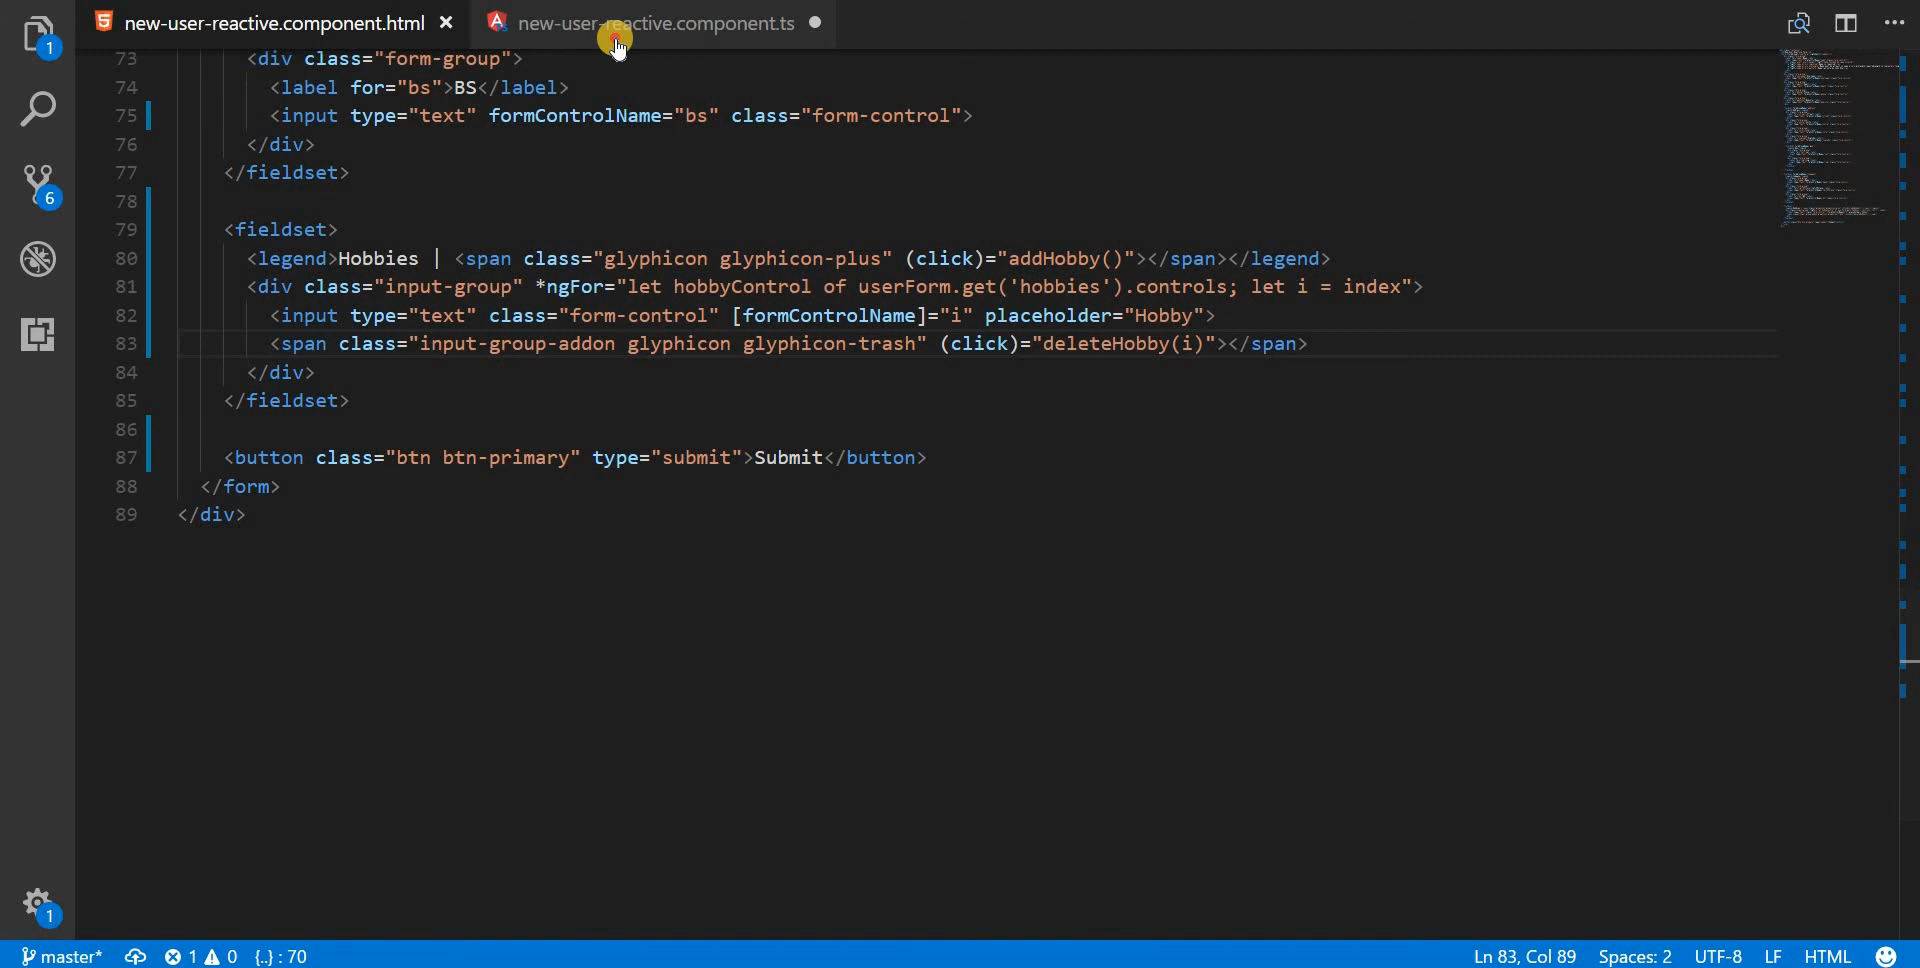 new-user-reactive.component.html new-user-reactive.component.ts
1
6
1
73 <div class="form-group">
74 <label for="bs">BS</label>
75 <input type="text" formControlName="bs" class="form-control">
76 </div>
77 </fieldset>
78
79 <fieldset>
80 <legend>Hobbies | <span class="glyphicon glyphicon-plus" (click)="addHobby()"></span></legend>
81 <div class="input-group" *ngFor="let hobbyControl of userForm.get('hobbies').controls; let i = index">
82 <input type="text" class="form-control" [formControlName]="i" placeholder="Hobby">
83 <span class="input-group-addon glyphicon glyphicon-trash" (click)="deleteHobby(i)"></span>
84 </div>
85 </fieldset>
86
87 <button class="btn btn-primary" type="submit">Submit</button>
88 </form>
89 </div>
master* 1 0 {..} : 70 Ln 83, Col 89 Spaces: 2 UTF-8 LF HTML